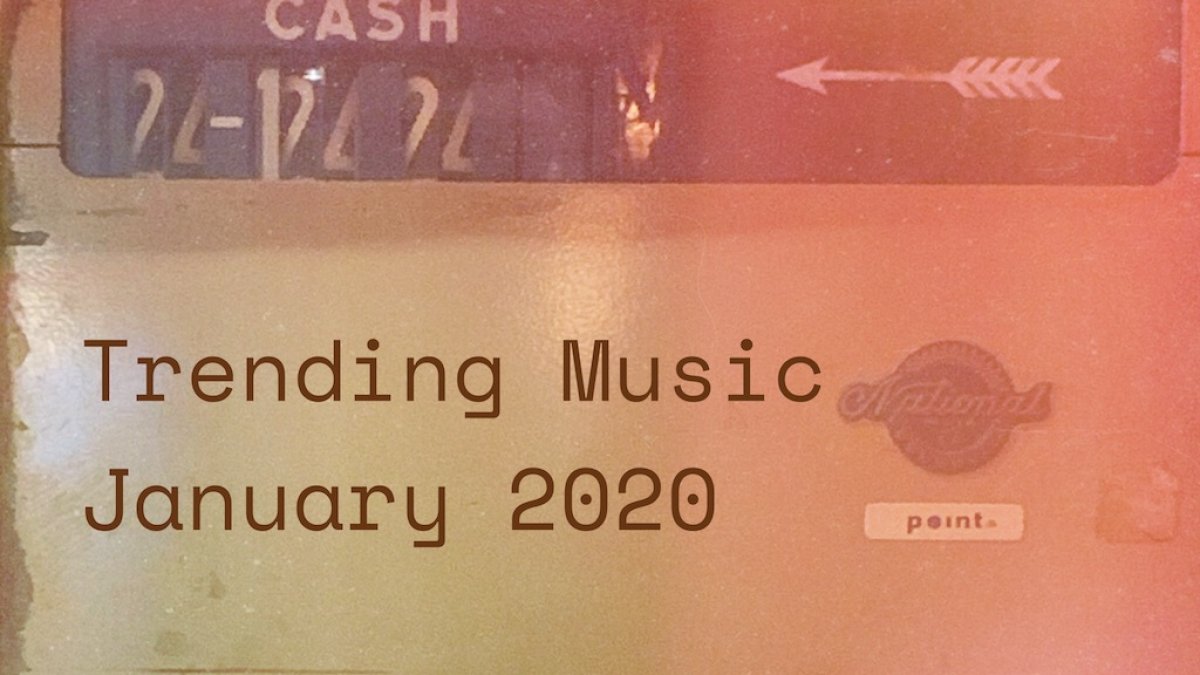 CASH
Trending Music
National
January 2020
point.